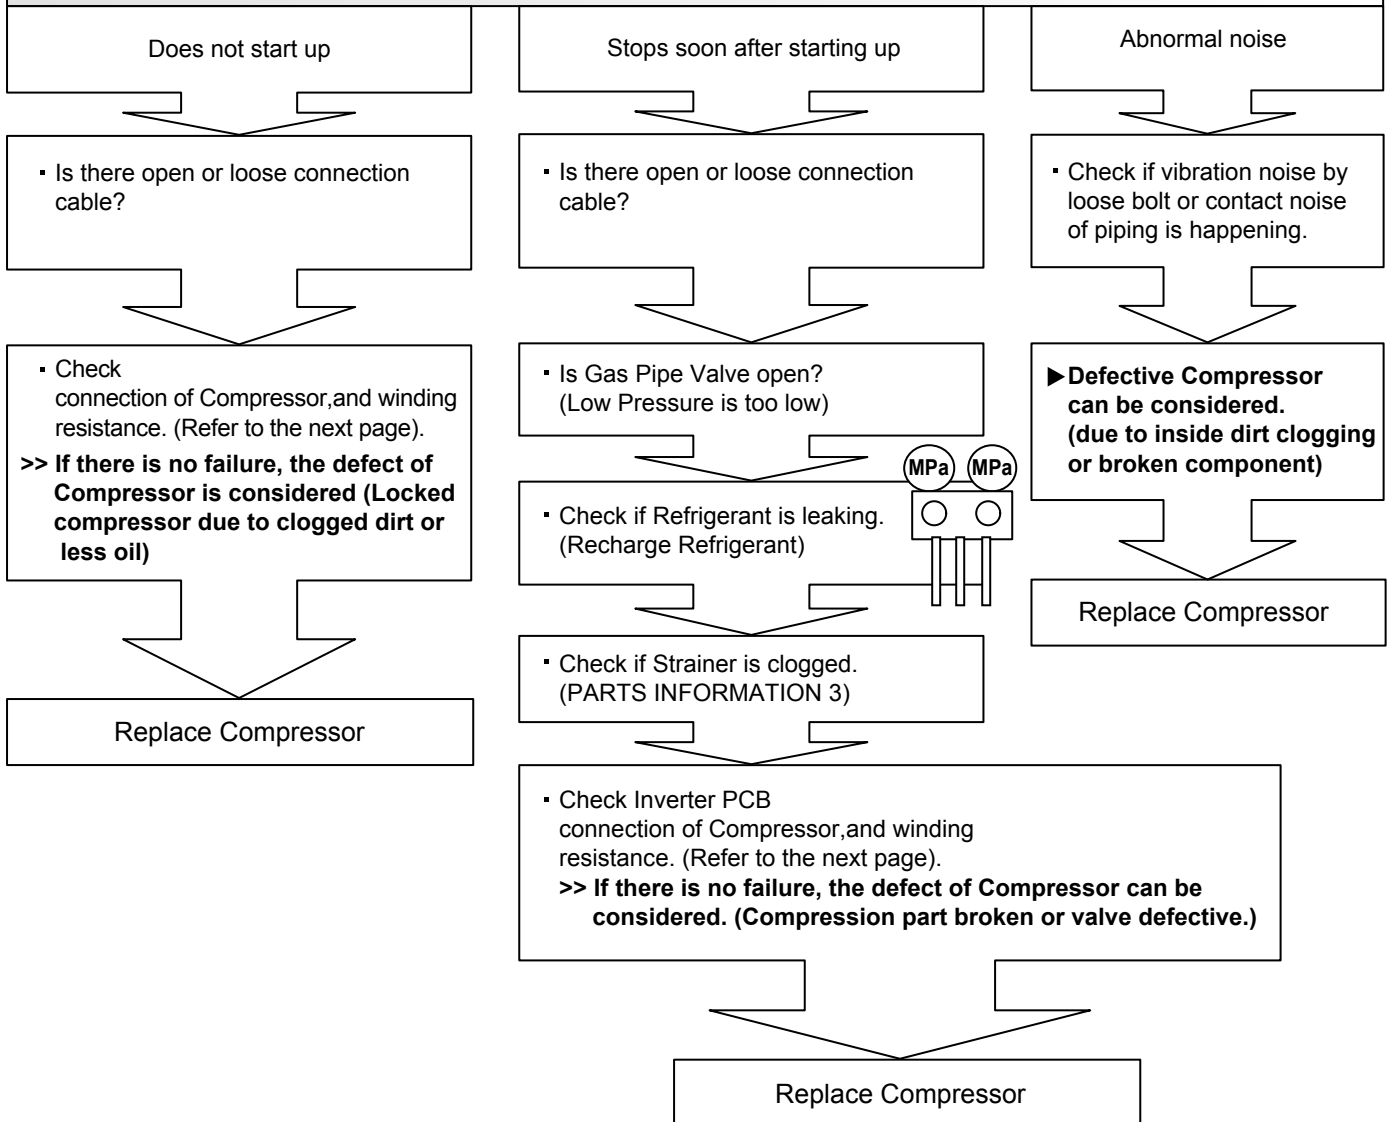 Does not start up
▪ Is there open or loose connection
cable?
▪ Check
connection of Compressor,and winding
resistance. (Refer to the next page).
>> If there is no failure, the defect of
Compressor is considered (Locked
compressor due to clogged dirt or
less oil)
Replace Compressor
Stops soon after starting up
▪ Is there open or loose connection
cable?
▪ Is Gas Pipe Valve open?
(Low Pressure is too low)
MPa MPa
▪ Check if Refrigerant is leaking.
(Recharge Refrigerant)
▪ Check if Strainer is clogged.
(PARTS INFORMATION 3)
▪ Check Inverter PCB
connection of Compressor,and winding
resistance. (Refer to the next page).
>> If there is no failure, the defect of Compressor can be
considered. (Compression part broken or valve defective.)
Replace Compressor
Abnormal noise
▪ Check if vibration noise by
loose bolt or contact noise
of piping is happening.
▶Defective Compressor
can be considered.
(due to inside dirt clogging
or broken component)
Replace Compressor